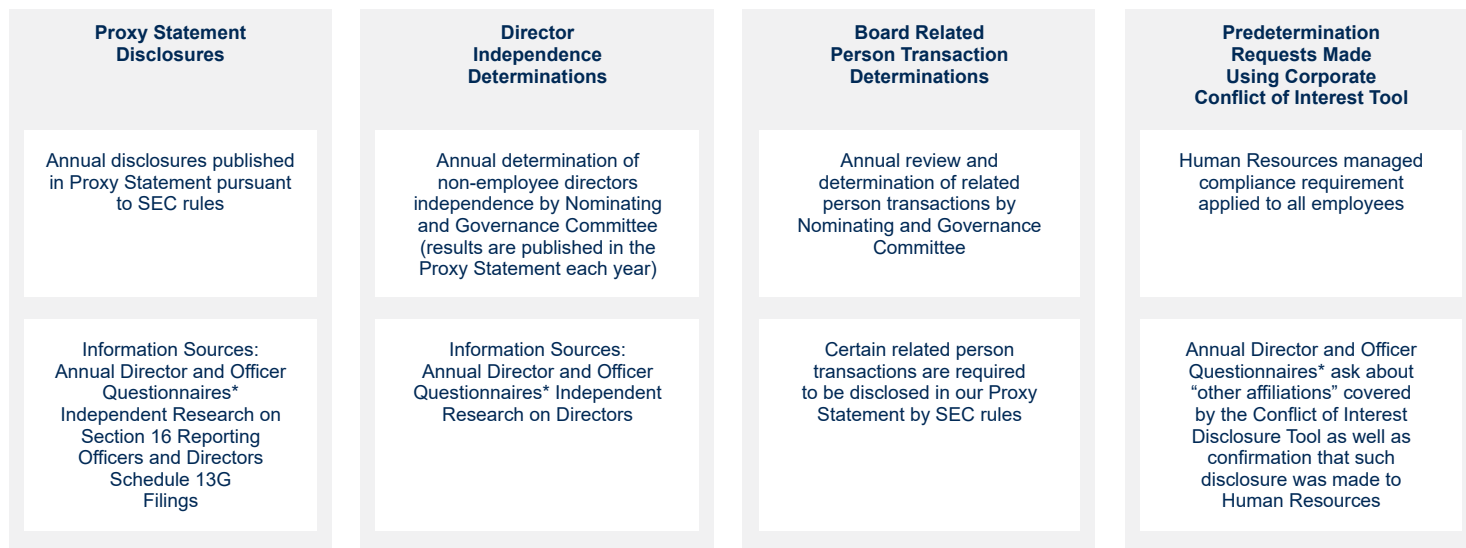 Proxy Statement
Disclosures
Annual disclosures published
in Proxy Statement pursuant
to SEC rules
Information Sources:
Annual Director and Officer
Questionnaires*
Independent Research on
Section 16 Reporting
Officers and Directors
Schedule 13G
Filings
Director
Independence
Determinations
Annual determination of
non-employee directors
independence by Nominating
and Governance Committee
(results are published in the
Proxy Statement each year)
Information Sources:
Annual Director and Officer
Questionnaires* Independent
Research on Directors
Board Related
Person Transaction
Determinations
Annual review and
determination of related
person transactions by
Nominating and Governance
Committee
Certain related person
transactions are required
to be disclosed in our Proxy
Statement by SEC rules
Predetermination
Requests Made
Using Corporate
Conflict of Interest Tool
Human Resources managed
compliance requirement
applied to all employees
Annual Director and Officer
Questionnaires* ask about
“other affiliations” covered
by the Conflict of Interest
Disclosure Tool as well as
confirmation that such
disclosure was made to
Human Resources